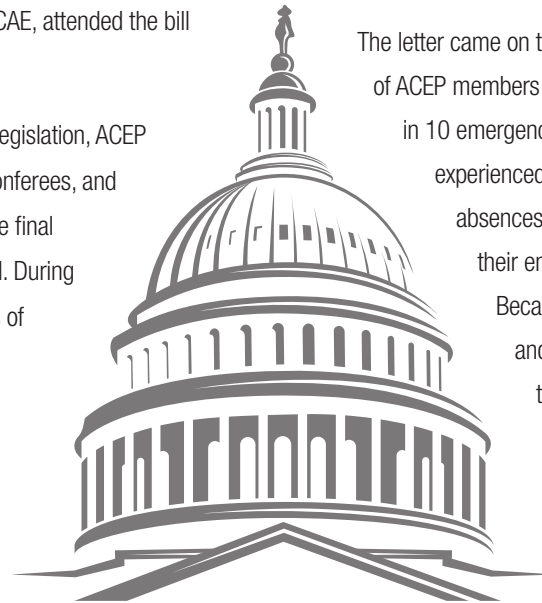 CAE, attended the bill
egislation, ACEP
onferees, and
e final
During
of
The letter came on t
of ACEP members
in 10 emergenc
experienced
absences
their en
Beca
and
t